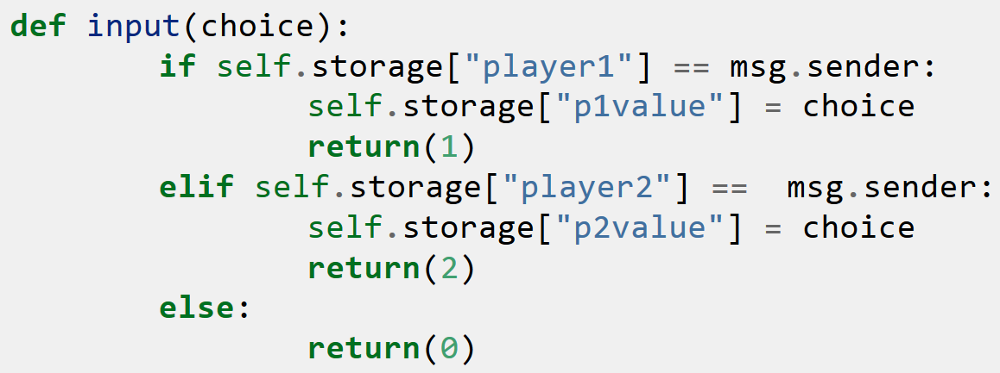 def input(choice):
        if self.storage["player1"] == msg.sender:
                self.storage["p1value"] = choice
                return(1)
        elif self.storage["player2"] ==  msg.sender:
                self.storage["p2value"] = choice
                return(2)
        else:
                return(0)